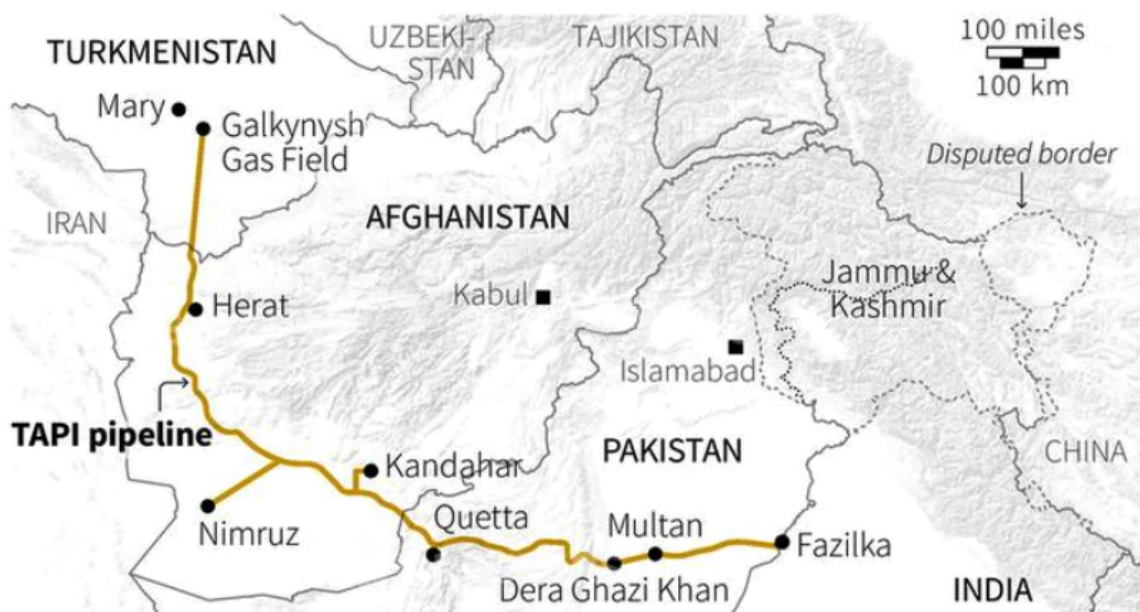 TURKMENISTAN
UZBEKI-
STAN
TAJIKISTAN
100 miles
100 km
Mary
Galkynysh
Gas Field
Disputed border
IRAN
AFGHANISTAN
Jammu &
Kashmir
Kabul
Herat
Islamabad
TAPI pipeline
PAKISTAN
CHINA
Kandahar
Nimruz
Quetta
Multan
Fazilka
Dera Ghazi Khan
INDIA